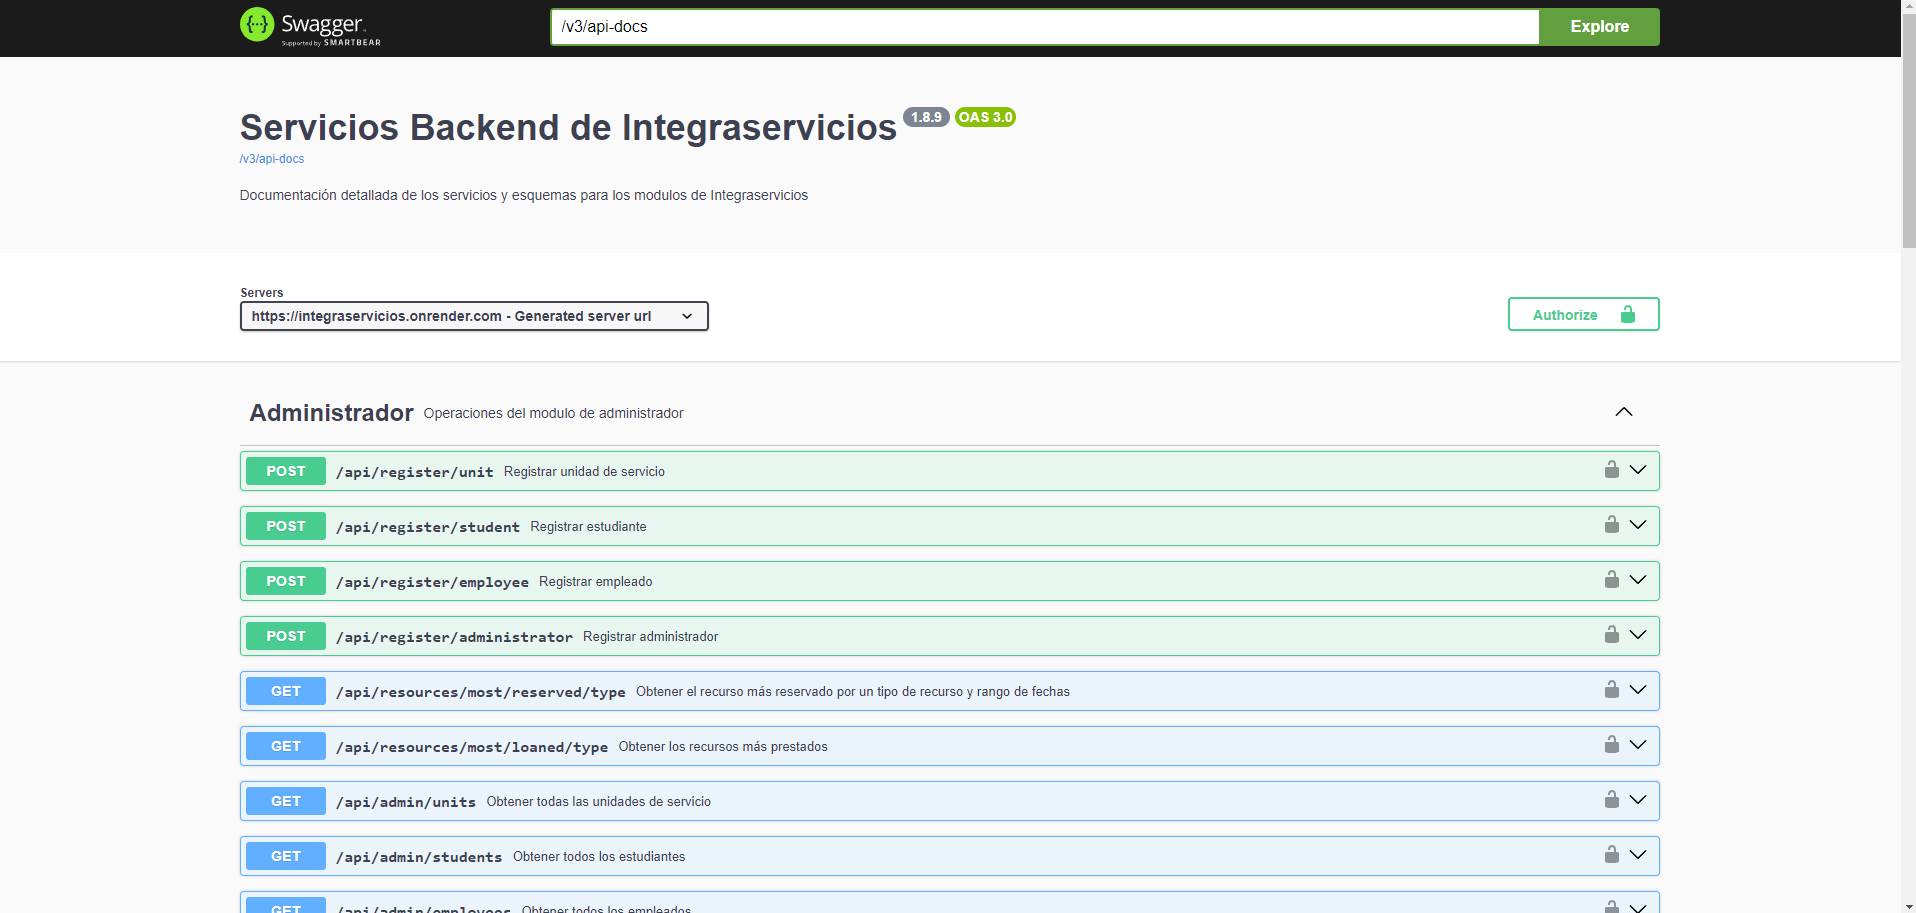 Swagger
Supported by SMARTBEAR
/v3/api-docs
Explore
Servicios Backend de Integraservicios 1.8.9 OAS 3.0
/v3/api-docs
Documentación detallada de los servicios y esquemas para los modulos de Integraservicios
Servers
https://integraservicios.onrender.com - Generated server url
Authorize
Administrador Operaciones del modulo de administrador
POST /api/register/unit Registrar unidad de servicio
POST /api/register/student Registrar estudiante
POST /api/register/employee Registrar empleado
POST /api/register/administrator Registrar administrador
GET /api/resources/most/reserved/type Obtener el recurso más reservado por un tipo de recurso y rango de fechas
GET /api/resources/most/loaned/type Obtener los recursos más prestados
GET /api/admin/units Obtener todas las unidades de servicio
GET /api/admin/students Obtener todos los estudiantes
GET /api/admin/employees Obtener todos los empleados